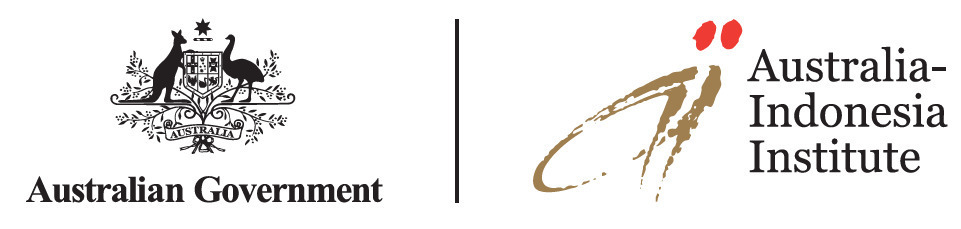 AUSTRALIA
Australian Government
Australia-
Indonesia
Institute